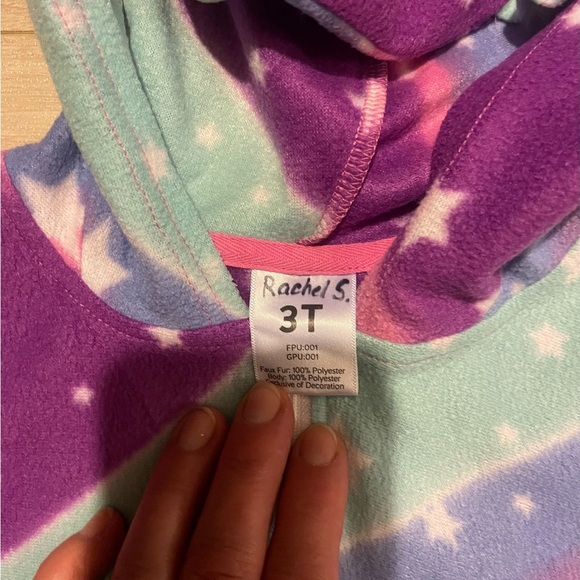 Rachel S.
3T
FPU:001
GPU:001
Faux Fur: 100% Polyester
Body: 100% Polyester
Exclusive of Decoration